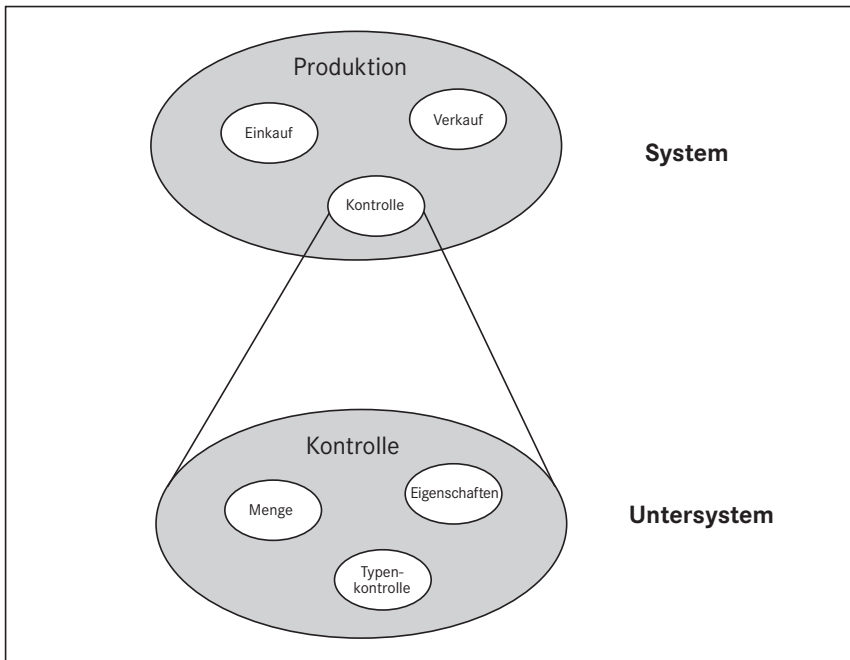 Produktion
Einkauf
Verkauf
System
Kontrolle
Kontrolle
Menge
Eigenschaften
Untersystem
Typen-
kontrolle